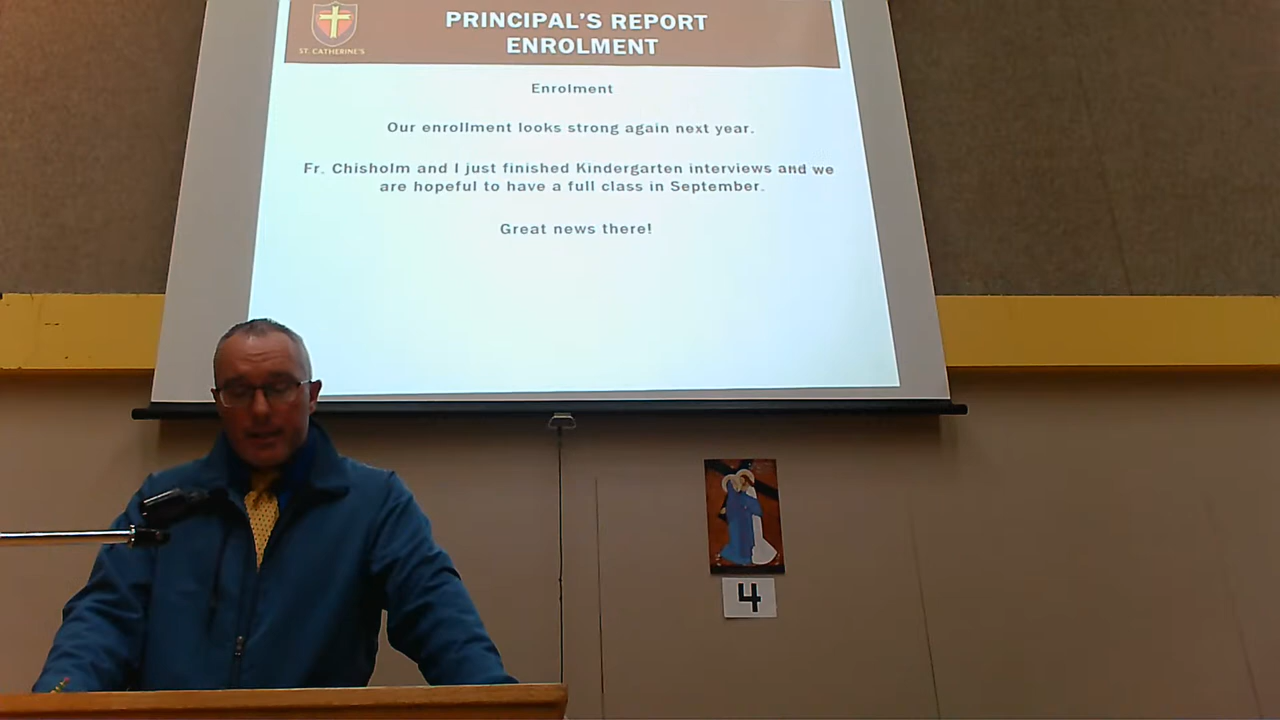 ST. CATHERINE'S
PRINCIPAL'S REPORT
ENROLMENT
Enrolment
Our enrollment looks strong again next year.
Fr. Chisholm and I just finished Kindergarten interviews and we
are hopeful to have a full class in September.
Great news there!
4